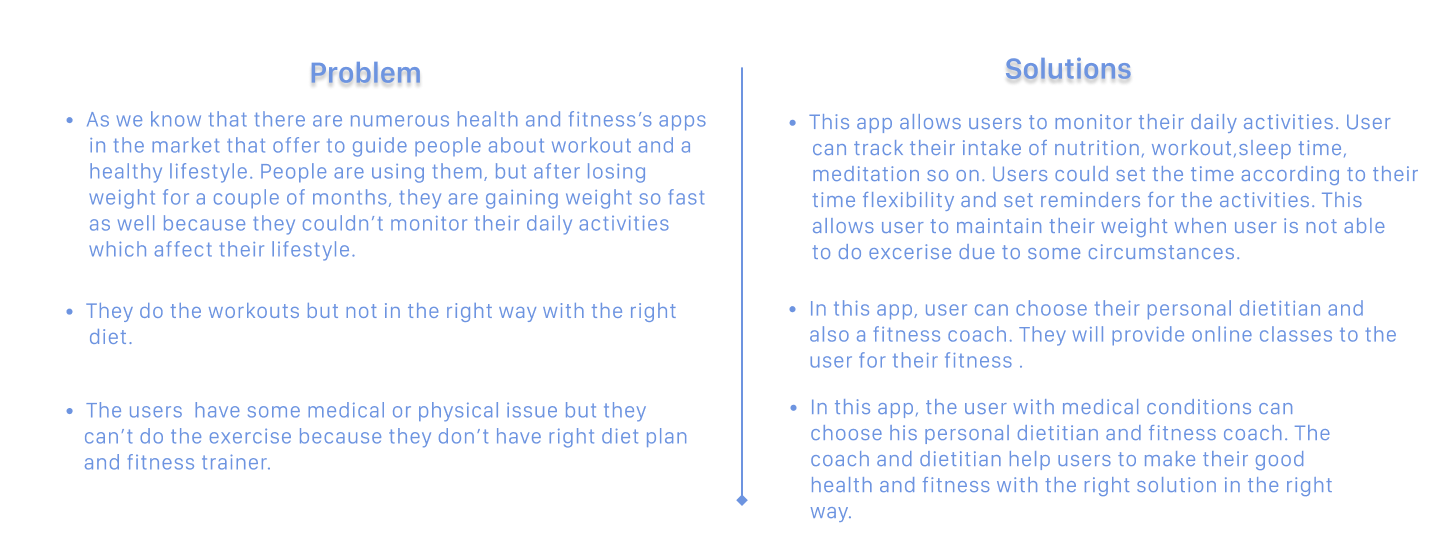 Problem
• As we know that there are numerous health and fitness's apps
in the market that offer to guide people about workout and a
healthy lifestyle. People are using them, but after losing
weight for a couple of months, they are gaining weight so fast
as well because they couldn't monitor their daily activities
which affect their lifestyle.
• They do the workouts but not in the right way with the right
diet.
• The users  have some medical or physical issue but they
can't do the exercise because they don't have right diet plan
and fitness trainer.
Solutions
• This app allows users to monitor their daily activities. User
can track their intake of nutrition, workout,sleep time,
meditation so on. Users could set the time according to their
time flexibility and set reminders for the activities. This
allows user to maintain their weight when user is not able
to do excerise due to some circumstances.
• In this app, user can choose their personal dietitian and
also a fitness coach. They will provide online classes to the
user for their fitness .
• In this app, the user with medical conditions can
choose his personal dietitian and fitness coach. The
coach and dietitian help users to make their good
health and fitness with the right solution in the right
way.